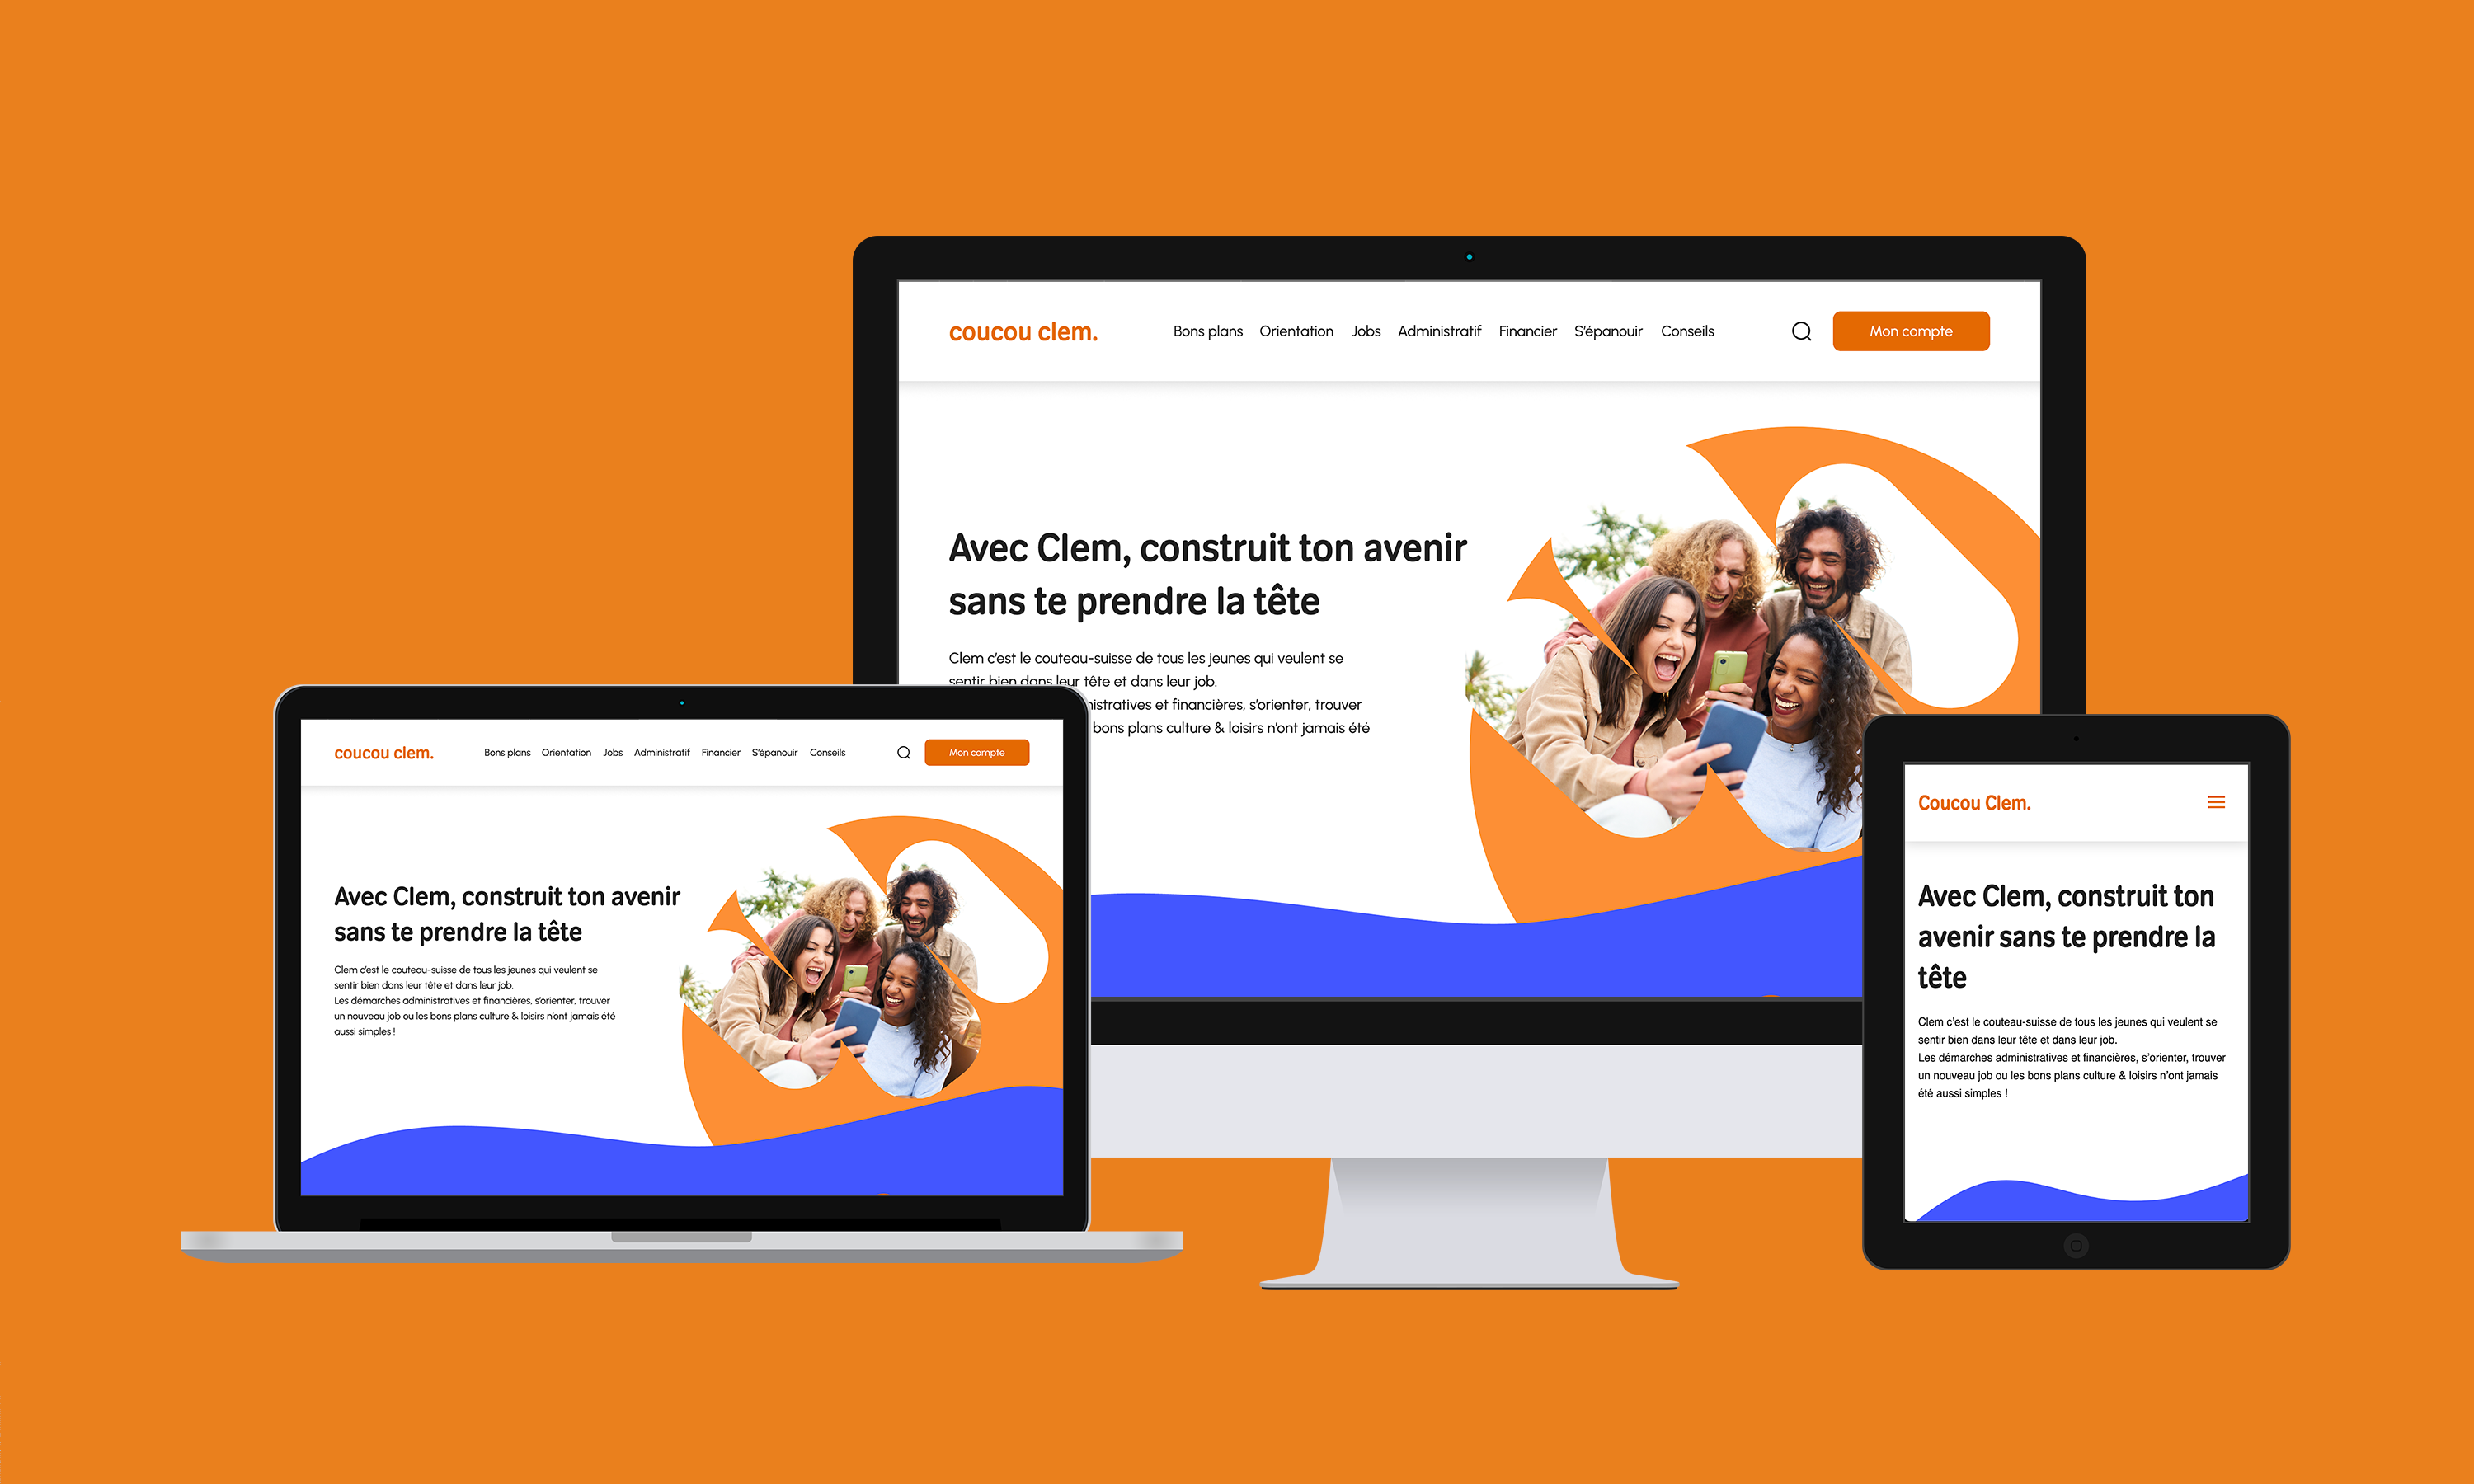 coucou clem.
Bons plans Orientation Jobs Administratif Financier S'épanouir Conseils
Mon compte
Avec Clem, construit ton avenir
sans te prendre la tête
Clem c'est le couteau-suisse de tous les jeunes qui veulent se
sentir bien dans leur tête et dans leur job.
et financières, s'orienter, trouver
bons plans culture & loisirs n'ont jamais été
coucou clem.
Bons plans Orientation Jobs Administratif Financier S'épanouir Conseils
Mon compte
Avec Clem, construit ton avenir
sans te prendre la tête
Clem c'est le couteau-suisse de tous les jeunes qui veulent se
sentir bien dans leur tête et dans leur job.
Les démarches administratives et financières, s'orienter, trouver
un nouveau job ou les bons plans culture & loisirs n'ont jamais été
aussi simples !
Coucou Clem.
Avec Clem, construit ton
avenir sans te prendre la
tête
Clem c'est le couteau-suisse de tous les jeunes qui veulent se
sentir bien dans leur tête et dans leur job.
Les démarches administratives et financières, s'orienter, trouver
un nouveau job ou les bons plans culture & loisirs n'ont jamais
été aussi simples !